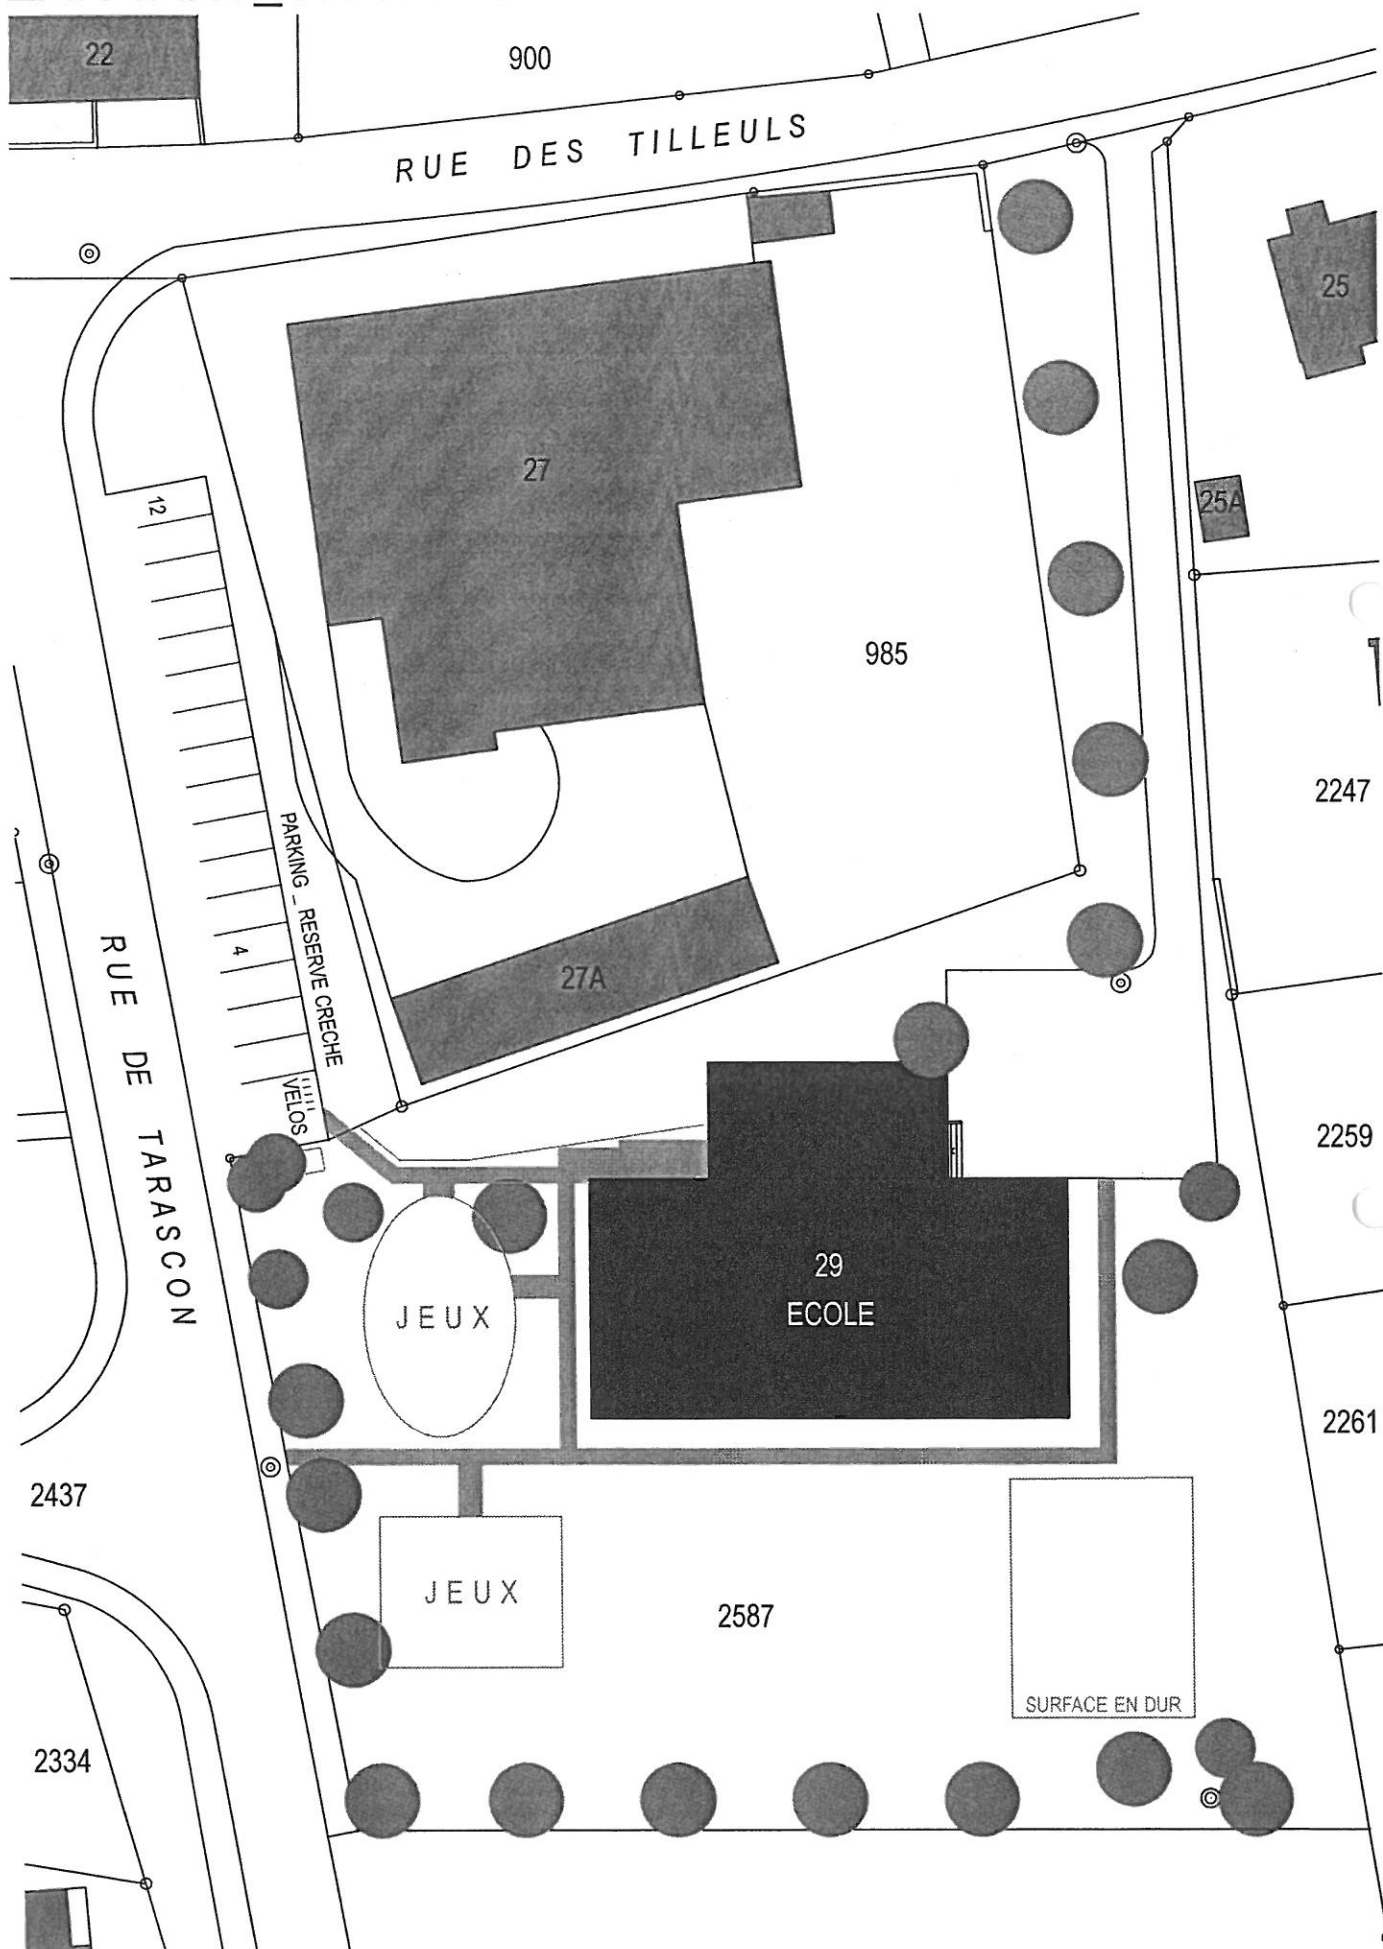 22
900
RUE DES TILLEULS
25
27
12
25A
985
2247
PARKING _ RESERVE CRECHE
4
27A
RUE DE TARASCON
VELOS
2259
29
ECOLE
JEUX
2261
2437
JEUX
2587
SURFACE EN DUR
2334